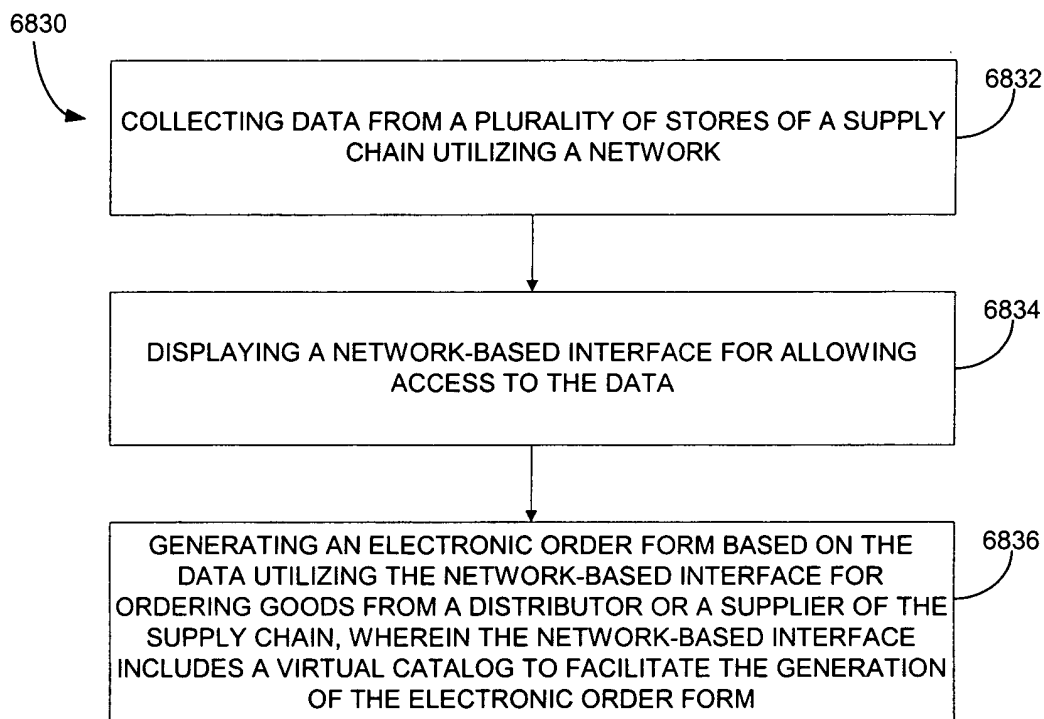 6830
6832
COLLECTING DATA FROM A PLURALITY OF STORES OF A SUPPLY
CHAIN UTILIZING A NETWORK
6834
DISPLAYING A NETWORK-BASED INTERFACE FOR ALLOWING
ACCESS TO THE DATA
6836
GENERATING AN ELECTRONIC ORDER FORM BASED ON THE
DATA UTILIZING THE NETWORK-BASED INTERFACE FOR
ORDERING GOODS FROM A DISTRIBUTOR OR A SUPPLIER OF THE
SUPPLY CHAIN, WHEREIN THE NETWORK-BASED INTERFACE
INCLUDES A VIRTUAL CATALOG TO FACILITATE THE GENERATION
OF THE ELECTRONIC ORDER FORM